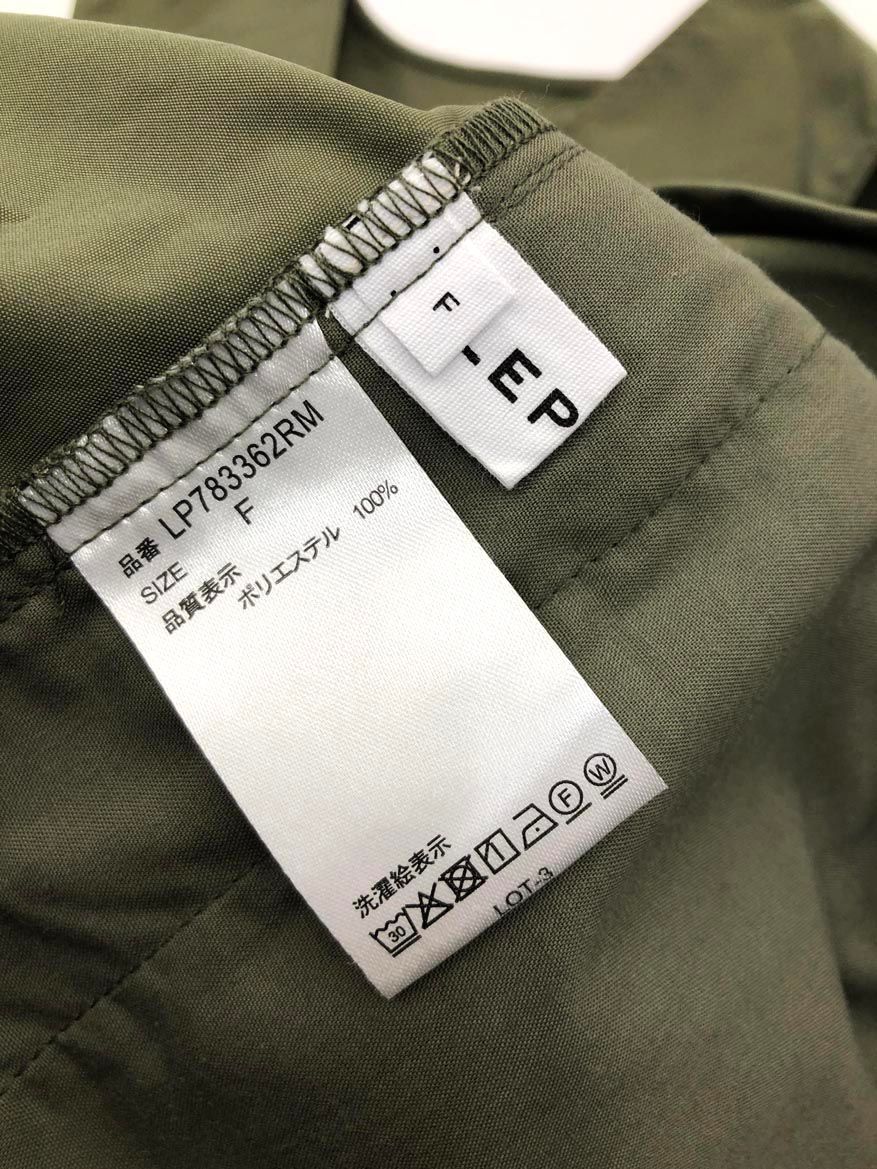 F
EP
品番 LP783362RM
SIZE F
品質表示
ポリエステル 100%
洗濯絵表示
30 F W
LOT-3